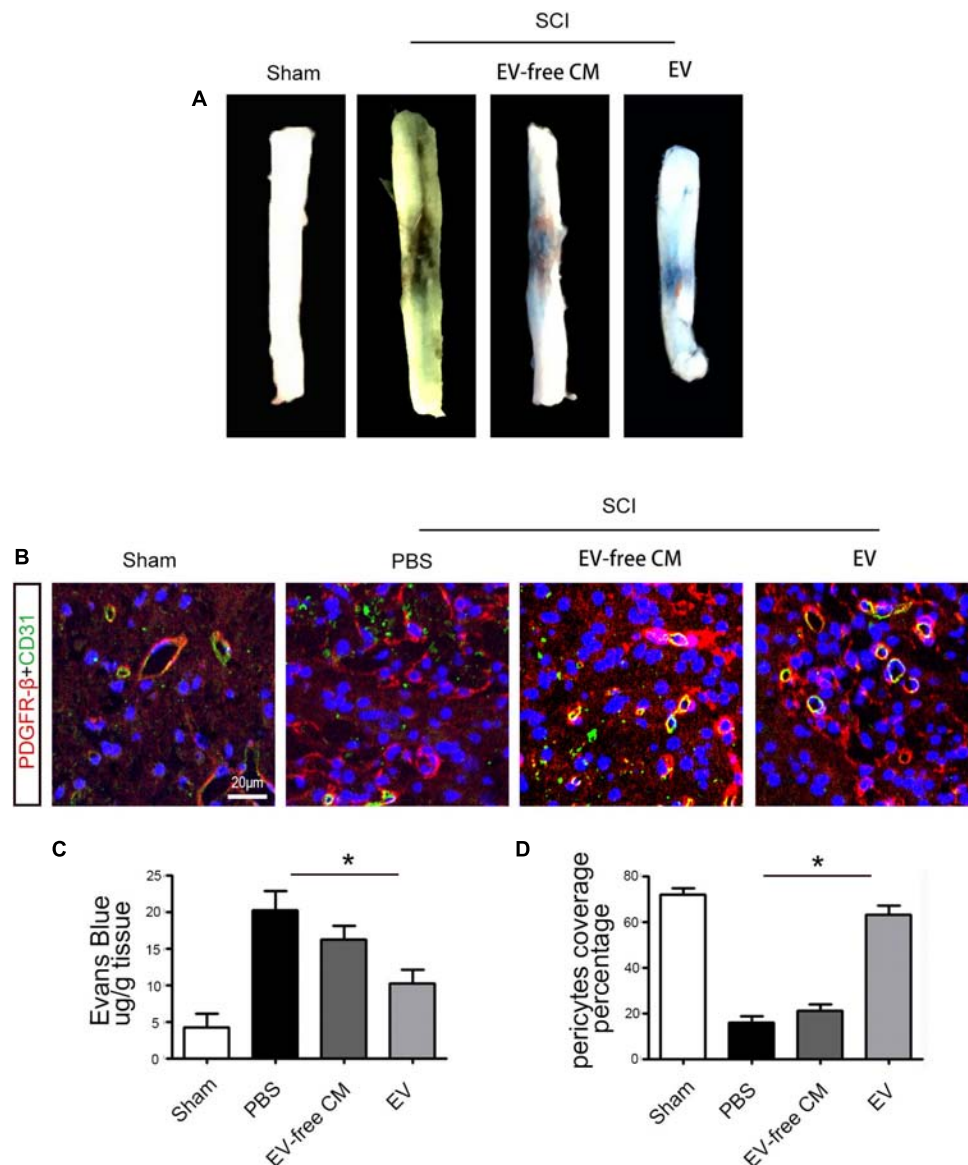 SCI
Sham
EV-free CM
EV
A
SCI
B
Sham
PBS
EV-free CM
EV
PDGFR-β+CD31
20μm
C
*
25
20
15
10
5
0
Evans Blue
ug/g tissue
Sham
PBS
EV-free CM
EV
D
*
80
60
40
20
0
pericytes coverage
percentage
Sham
PBS
EV-free CM
EV